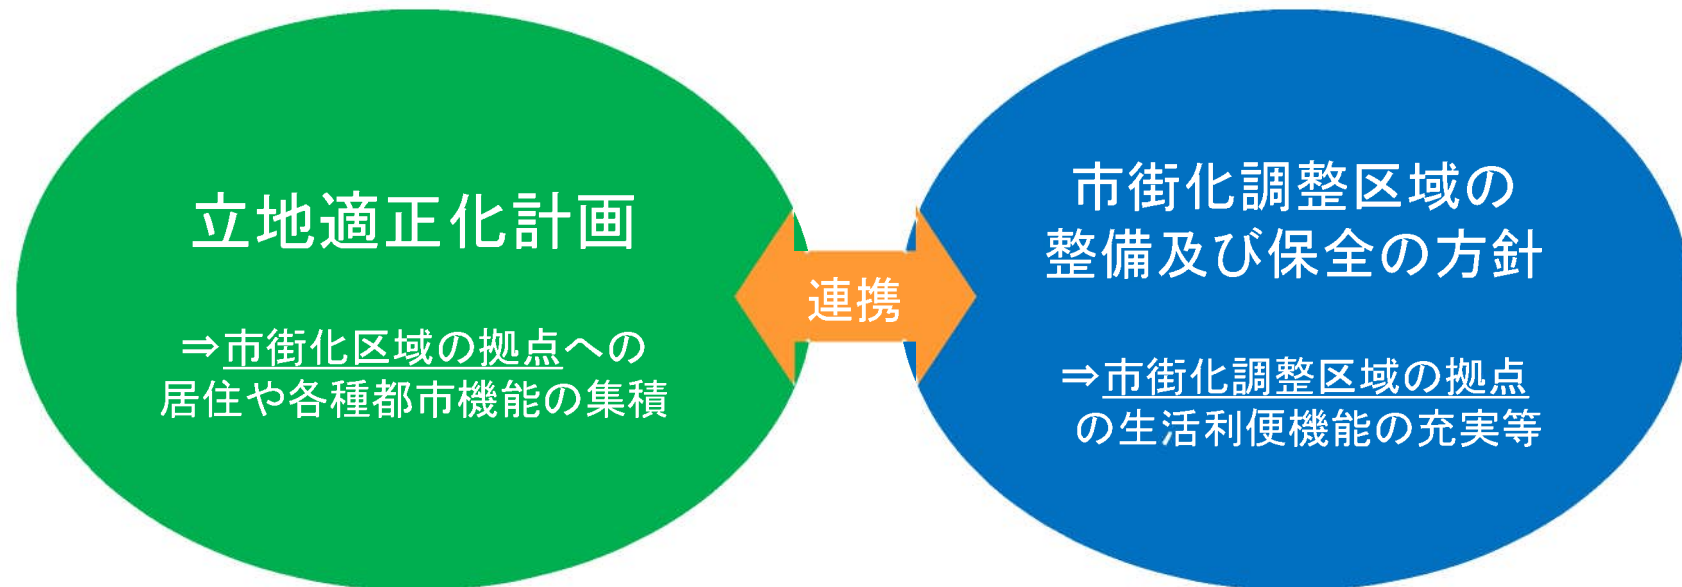 立地適正化計画
⇒市街化区域の拠点への
居住や各種都市機能の集積
連携
市街化調整区域の
整備及び保全の方針
⇒市街化調整区域の拠点
の生活利便機能の充実等